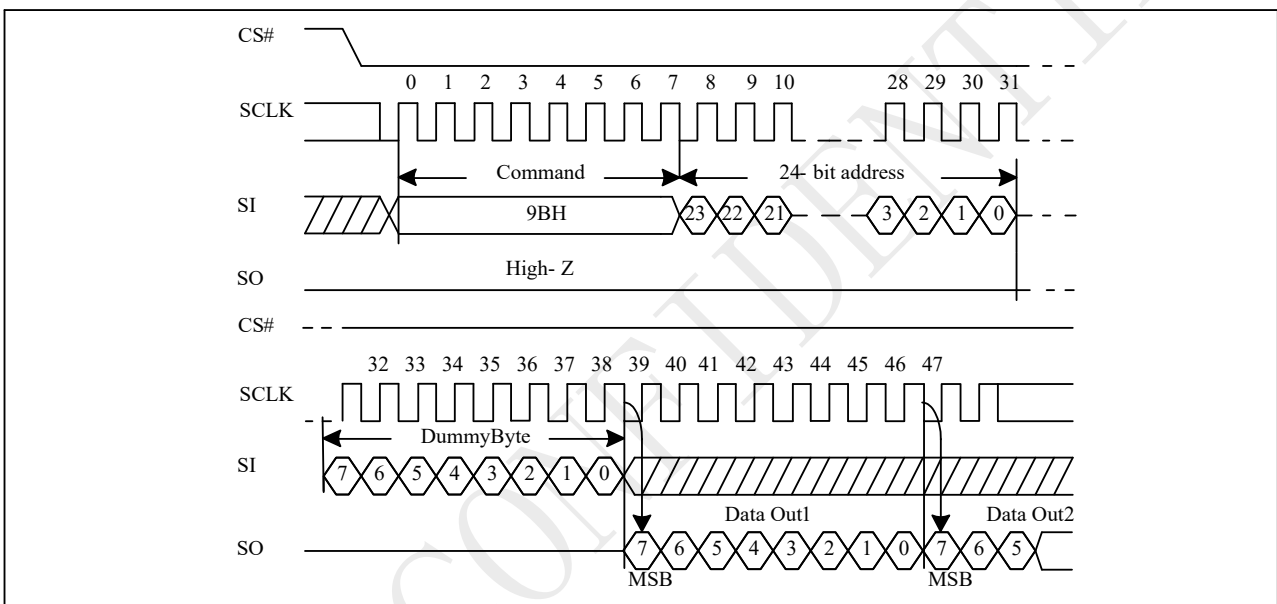 CS#
0 1 2 3 4 5 6 7 8 9 10 28 29 30 31
SCLK
Command 24- bit address
SI 9BH 23 22 21 3 2 1 0
High- Z
SO
CS#
32 33 34 35 36 37 38 39 40 41 42 43 44 45 46 47
SCLK
DummyByte
SI 7 6 5 4 3 2 1 0
Data Out1 Data Out2
SO 7 6 5 4 3 2 1 0 7 6 5
MSB MSB
CONFIDENTI